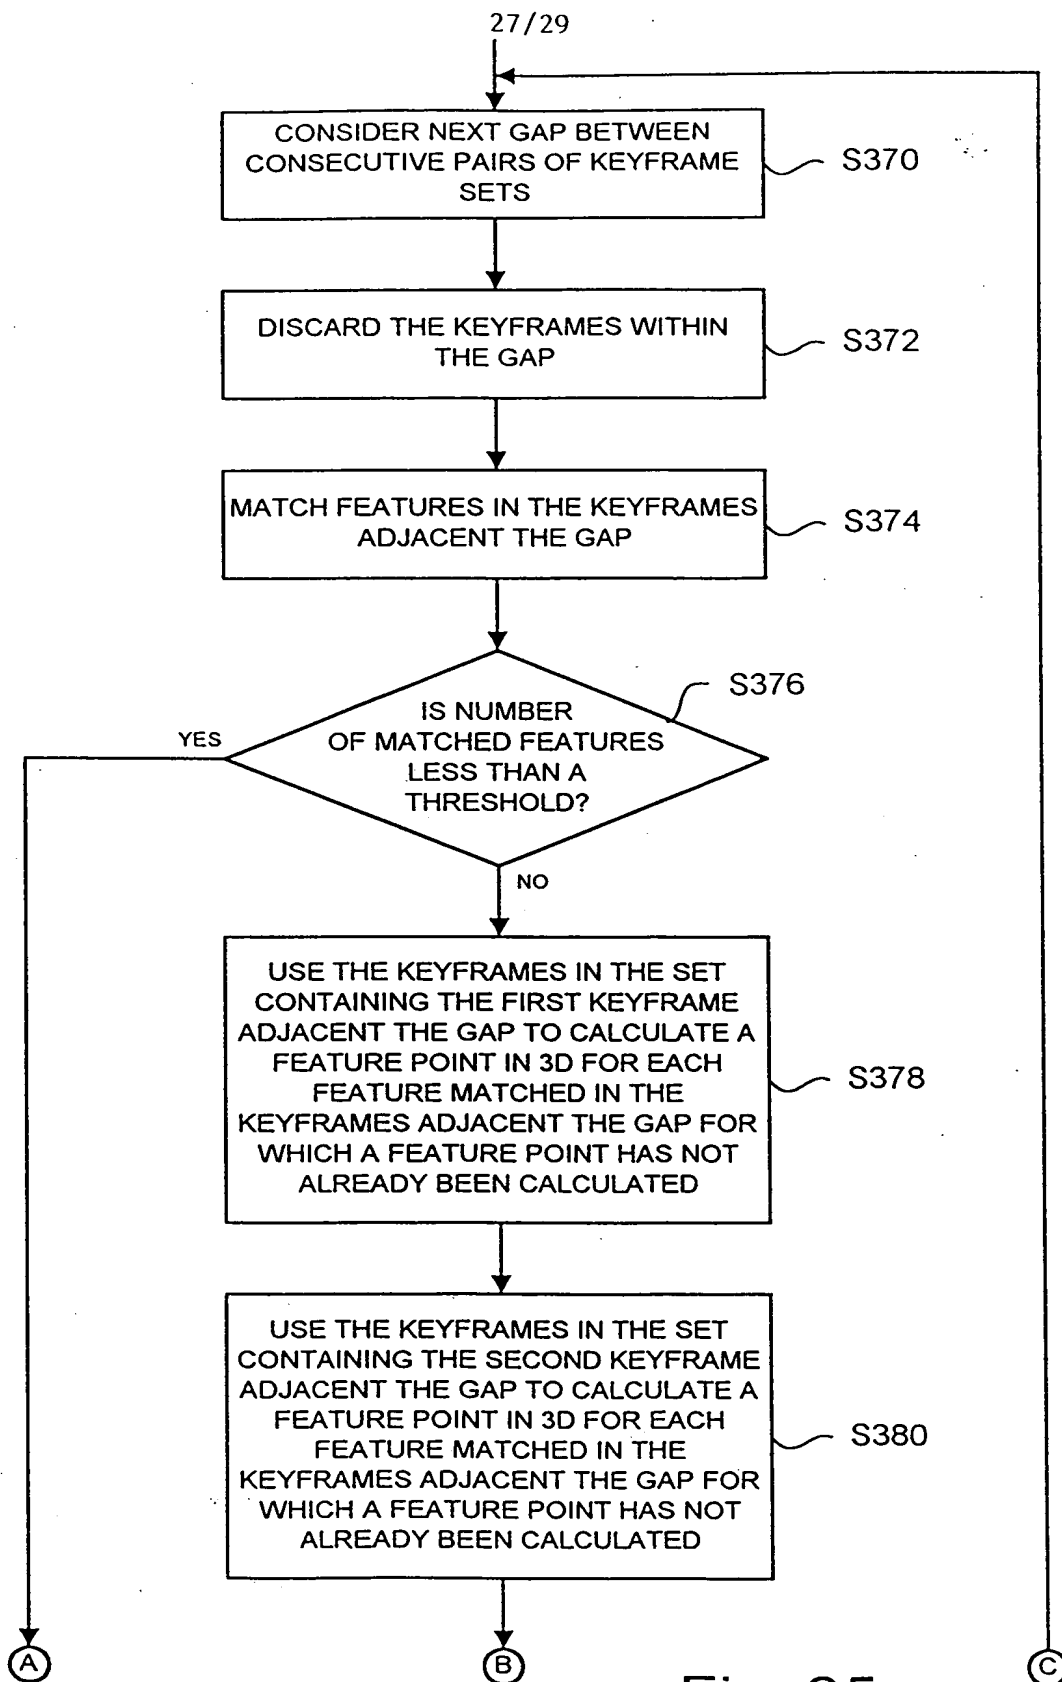 27/29
CONSIDER NEXT GAP BETWEEN
CONSECUTIVE PAIRS OF KEYFRAME
SETS
S370
DISCARD THE KEYFRAMES WITHIN
THE GAP
S372
MATCH FEATURES IN THE KEYFRAMES
ADJACENT THE GAP
S374
IS NUMBER
OF MATCHED FEATURES
LESS THAN A
THRESHOLD?
S376
YES
NO
USE THE KEYFRAMES IN THE SET
CONTAINING THE FIRST KEYFRAME
ADJACENT THE GAP TO CALCULATE A
FEATURE POINT IN 3D FOR EACH
FEATURE MATCHED IN THE
KEYFRAMES ADJACENT THE GAP FOR
WHICH A FEATURE POINT HAS NOT
ALREADY BEEN CALCULATED
S378
USE THE KEYFRAMES IN THE SET
CONTAINING THE SECOND KEYFRAME
ADJACENT THE GAP TO CALCULATE A
FEATURE POINT IN 3D FOR EACH
FEATURE MATCHED IN THE
KEYFRAMES ADJACENT THE GAP FOR
WHICH A FEATURE POINT HAS NOT
ALREADY BEEN CALCULATED
S380
A
B
C